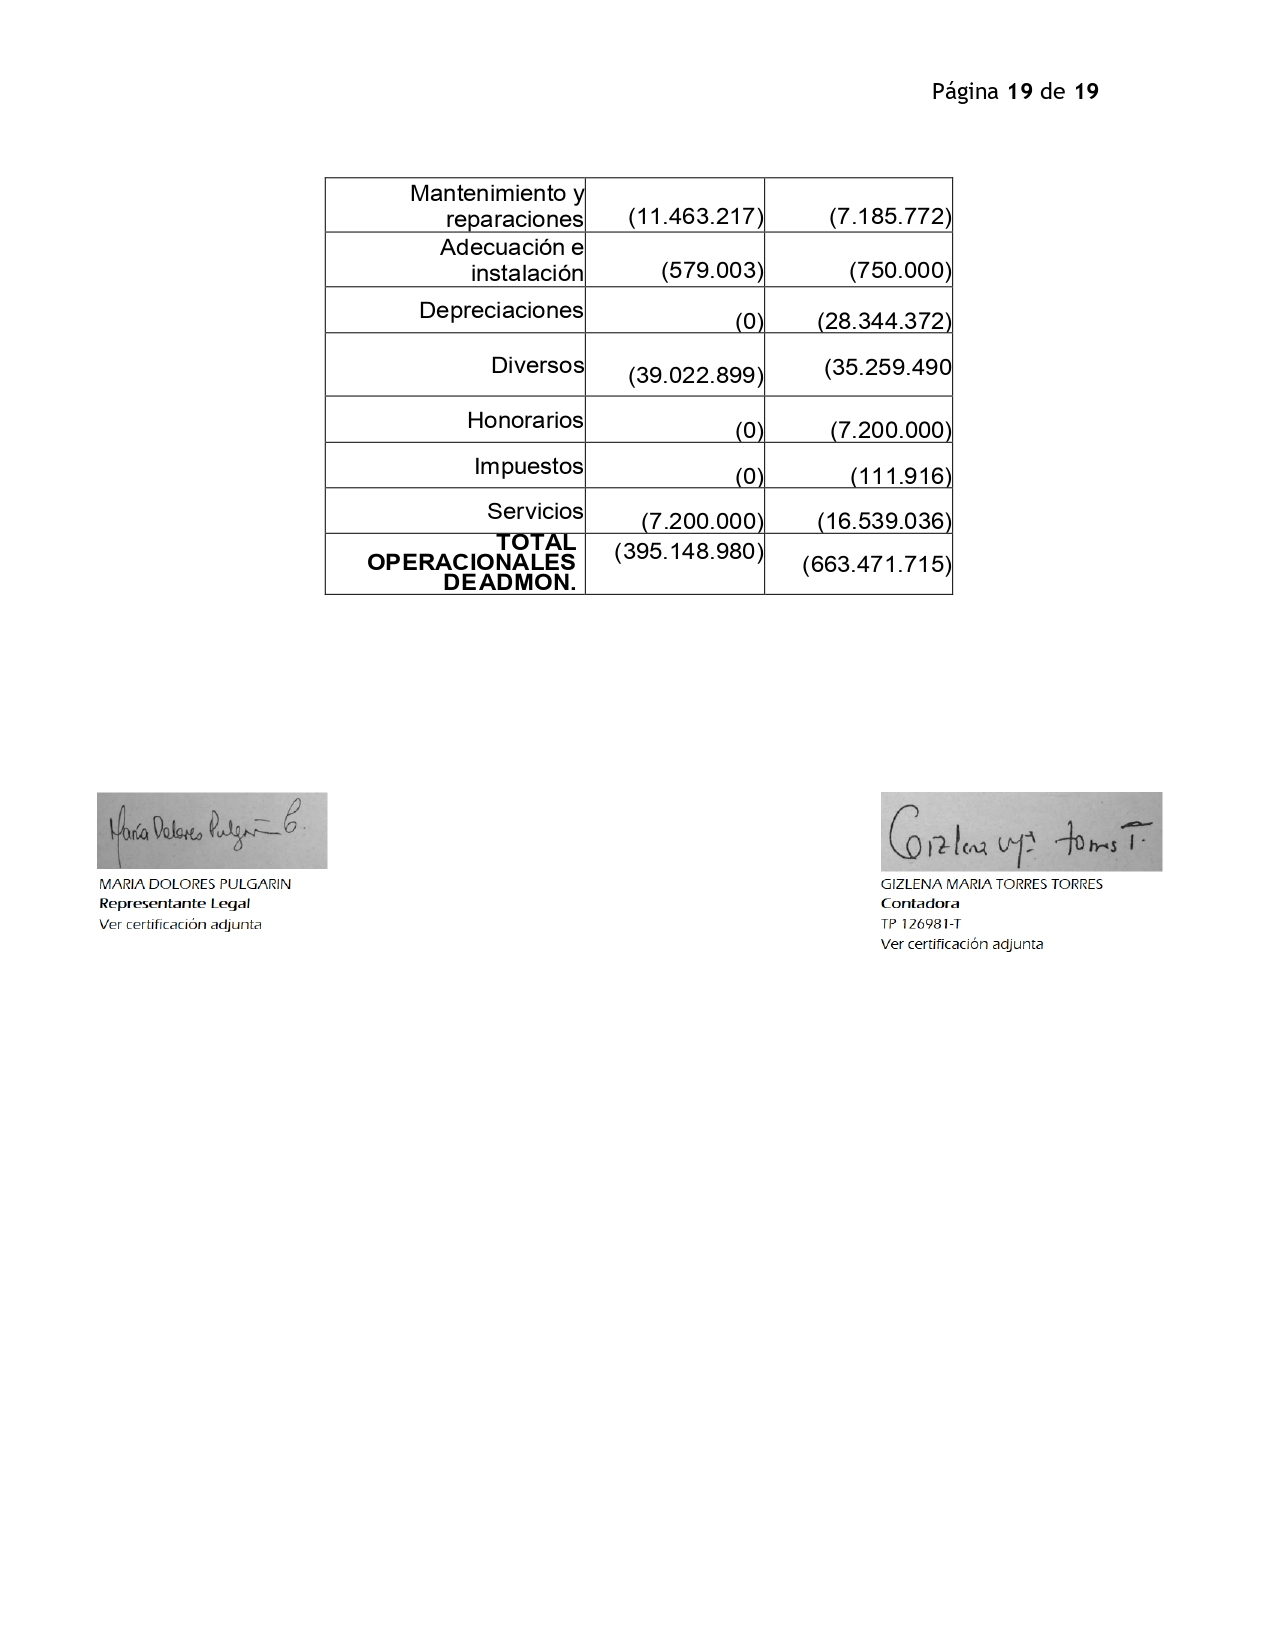 Página 19 de 19
Mantenimiento y
reparaciones (11.463.217) (7.185.772)
Adecuación e
instalación (579.003) (750.000)
Depreciaciones (0) (28.344.372)
Diversos (39.022.899) (35.259.490
Honorarios (0) (7.200.000)
Impuestos (0) (111.916)
Servicios (7.200.000) (16.539.036)
TOTAL
OPERACIONALES
DEADMON. (395.148.980) (663.471.715)
María Dolores Pulgarin C.
Gizlena Mª Torres T.
MARIA DOLORES PULGARIN
Representante Legal
Ver certificación adjunta
GIZLENA MARIA TORRES TORRES
Contadora
TP 126981-T
Ver certificación adjunta